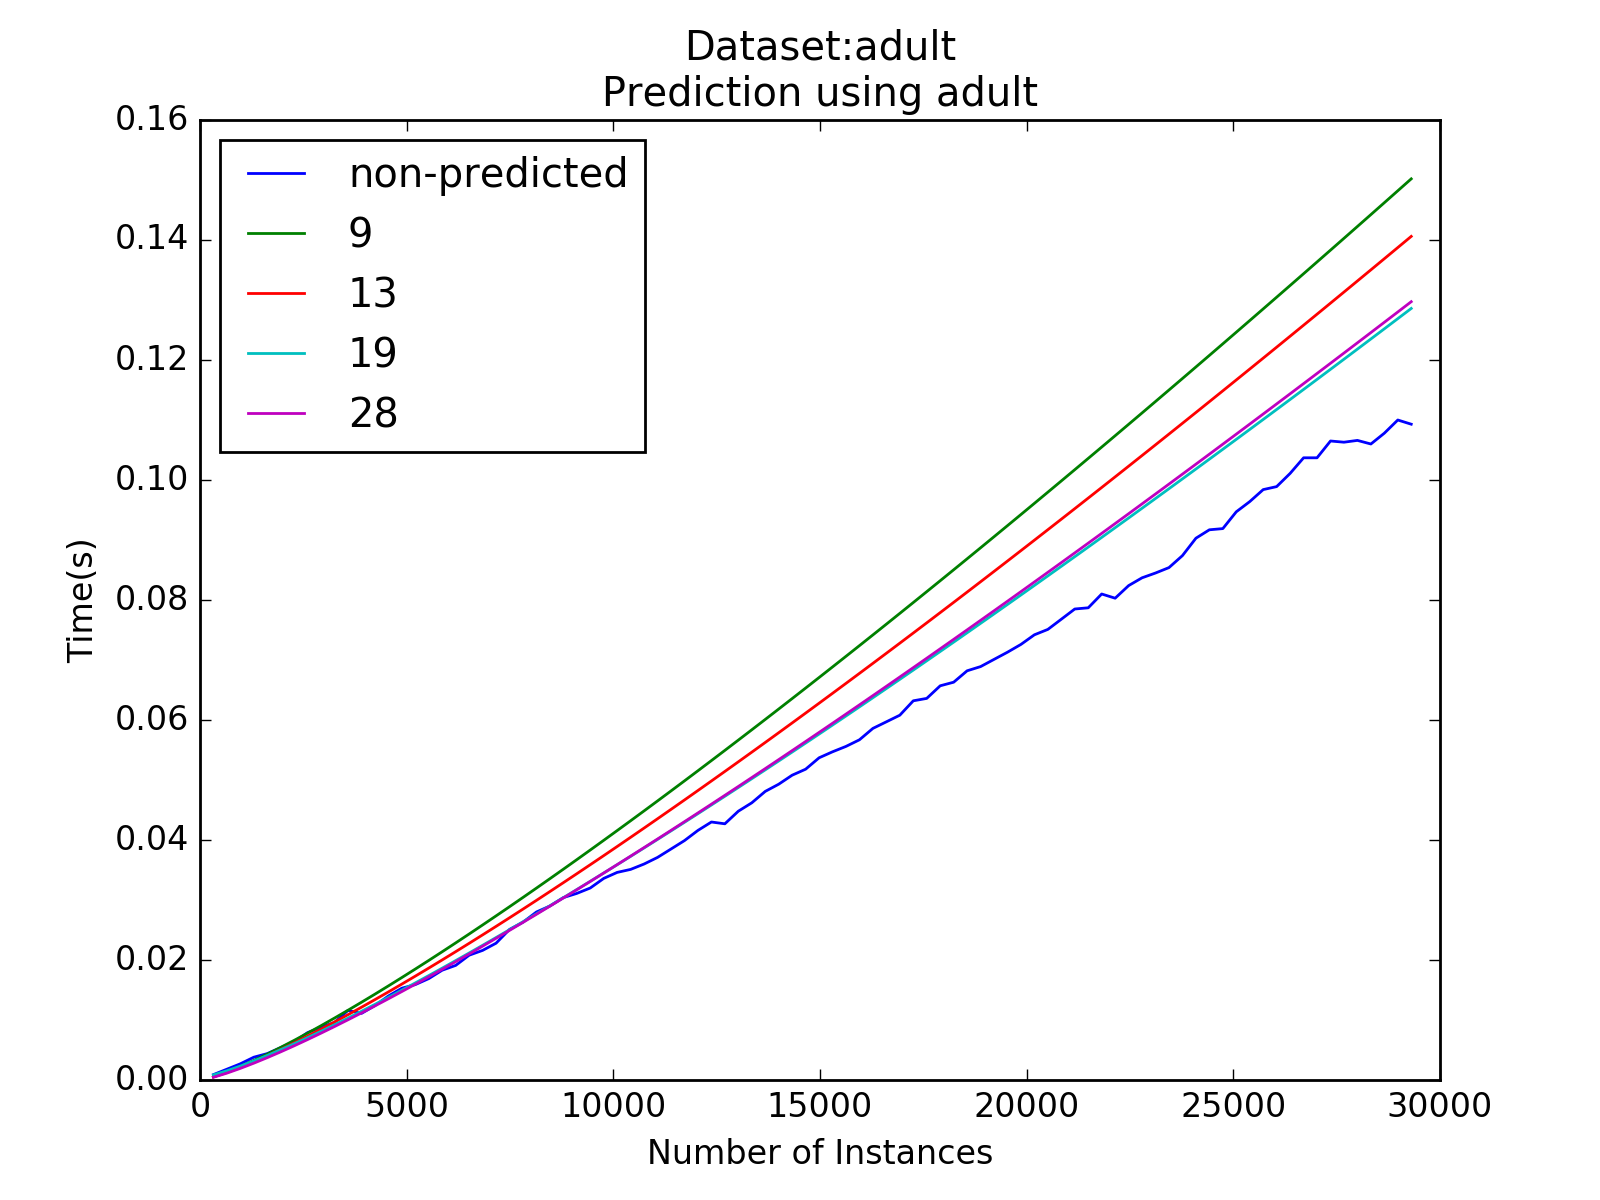 Dataset:adult
Prediction using adult
0.16
0.14
0.12
0.10
0.08
0.06
0.04
0.02
0.00
non-predicted
9
13
19
28
Time(s)
0 5000 10000 15000 20000 25000 30000
Number of Instances